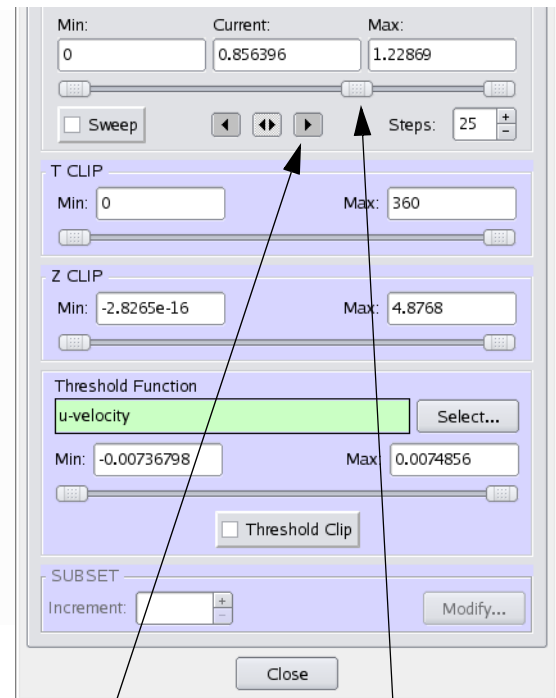 Min: Current: Max:
0 0.856396 1.22869
Sweep Steps: 25
T CLIP
Min: 0 Max: 360
Z CLIP
Min: -2.8265e-16 Max: 4.8768
Threshold Function
u-velocity Select...
Min: -0.00736798 Max: 0.0074856
Threshold Clip
SUBSET
Increment: Modify...
Close